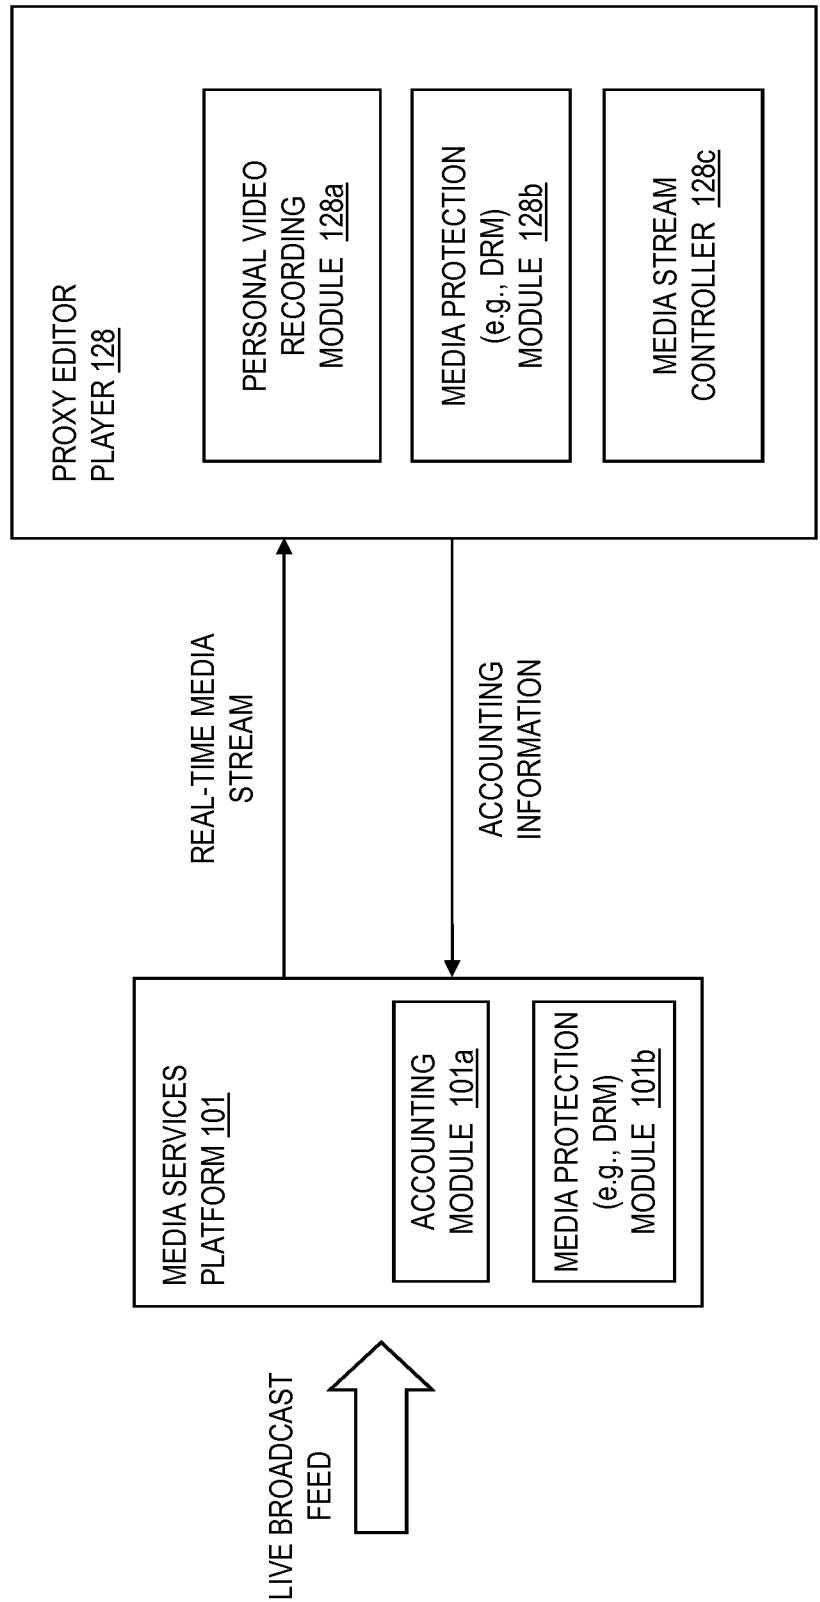 LIVE BROADCAST
FEED
MEDIA SERVICES
PLATFORM 101
ACCOUNTING
MODULE 101a
MEDIA PROTECTION
(e.g., DRM)
MODULE 101b
REAL-TIME MEDIA
STREAM
ACCOUNTING
INFORMATION
PROXY EDITOR
PLAYER 128
PERSONAL VIDEO
RECORDING
MODULE 128a
MEDIA PROTECTION
(e.g., DRM)
MODULE 128b
MEDIA STREAM
CONTROLLER 128c